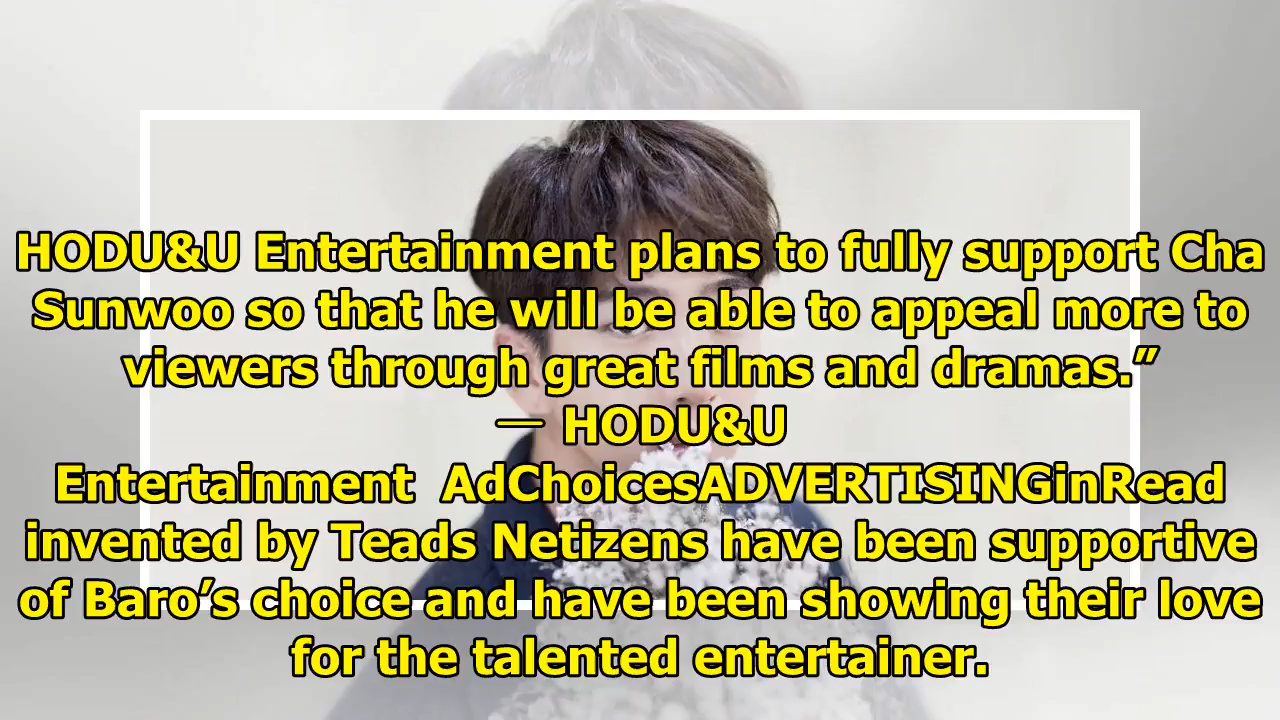 HODU&U Entertainment plans to fully support Cha
Sunwoo so that he will be able to appeal more to
viewers through great films and dramas.”
— HODU&U
Entertainment  AdChoicesADVERTISINGinRead
invented by Teads Netizens have been supportive
of Baro’s choice and have been showing their love
for the talented entertainer.